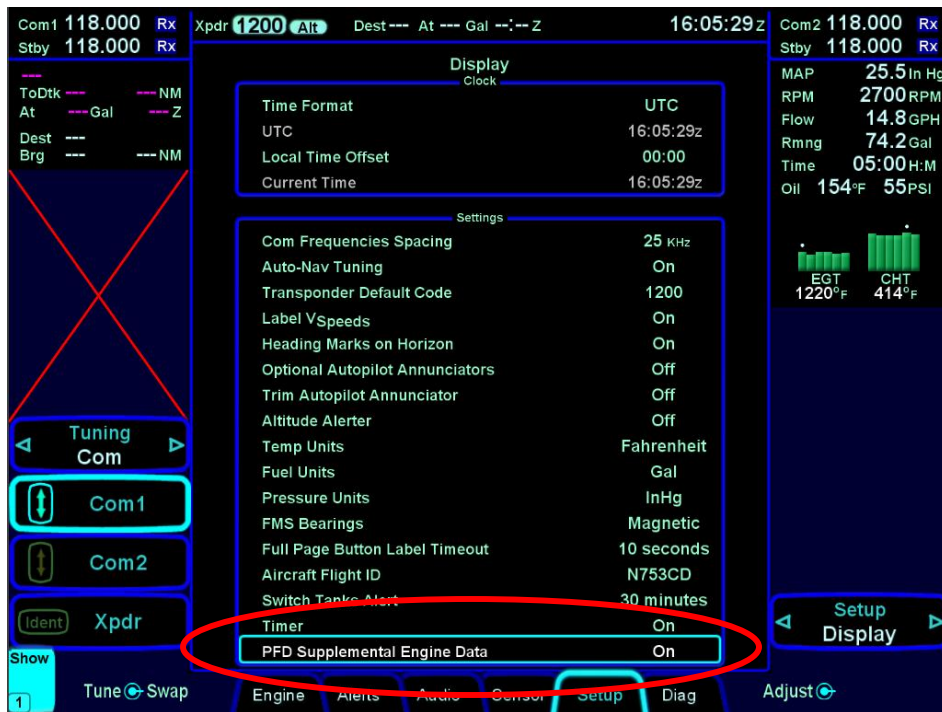 Com1 118.000 Rx
Stby 118.000 Rx
Xpdr 1200 Alt Dest --- At --- Gal --:-- Z 16:05:29 Z
Com2 118.000 Rx
Stby 118.000 Rx
---
ToDtk --- --- NM
At --- Gal --- Z
Dest ---
Brg --- --- NM
Display
Clock
Time Format UTC
UTC 16:05:29z
Local Time Offset 00:00
Current Time 16:05:29z
Settings
Com Frequencies Spacing 25 KHz
Auto-Nav Tuning On
Transponder Default Code 1200
Label VSpeeds On
Heading Marks on Horizon On
Optional Autopilot Annunciators Off
Trim Autopilot Annunciator Off
Altitude Alerter Off
Temp Units Fahrenheit
Fuel Units Gal
Pressure Units InHg
FMS Bearings Magnetic
Full Page Button Label Timeout 10 seconds
Aircraft Flight ID N753CD
Switch Tanks Alert 30 minutes
Timer On
PFD Supplemental Engine Data On
MAP 25.5 In Hg
RPM 2700 RPM
Flow 14.8 GPH
Rmng 74.2 Gal
Time 05:00 H:M
Oil 154°F 55 PSI
EGT CHT
1220°F 414°F
Tuning
Com
Com1
Com2
Ident Xpdr
Show
1
Tune Swap
Engine Alerts Audio Sensor Setup Diag
Setup
Display
Adjust